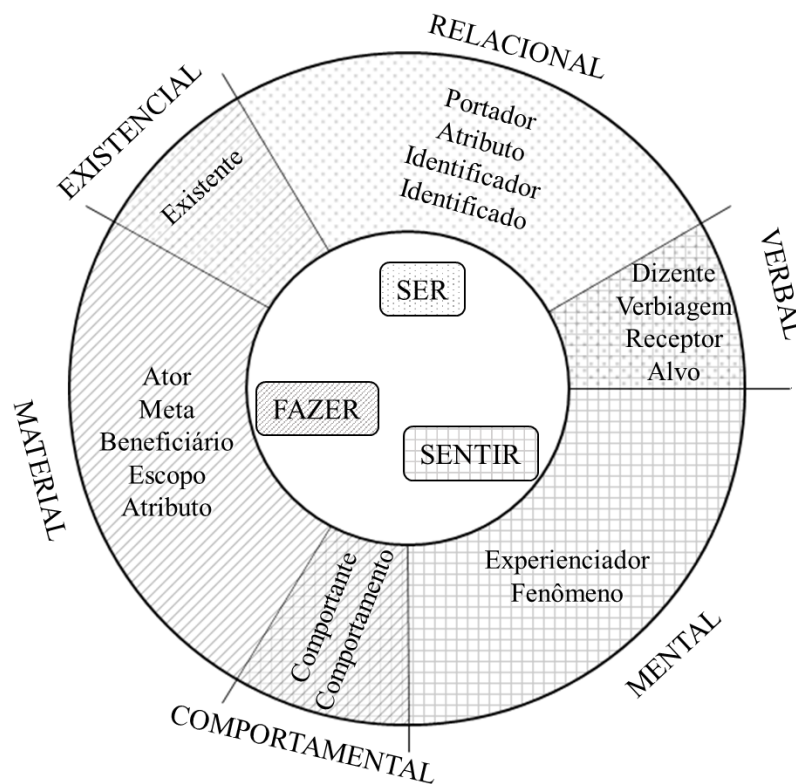 RELACIONAL
Portador
Atributo
Identificador
Identificado
EXISTENCIAL
Existente
VERBAL
Dizente
Verbiagem
Receptor
Alvo
SER
FAZER
SENTIR
MATERIAL
Ator
Meta
Beneficiário
Escopo
Atributo
MENTAL
Experienciador
Fenômeno
COMPORTAMENTAL
Comportante
Comportamento